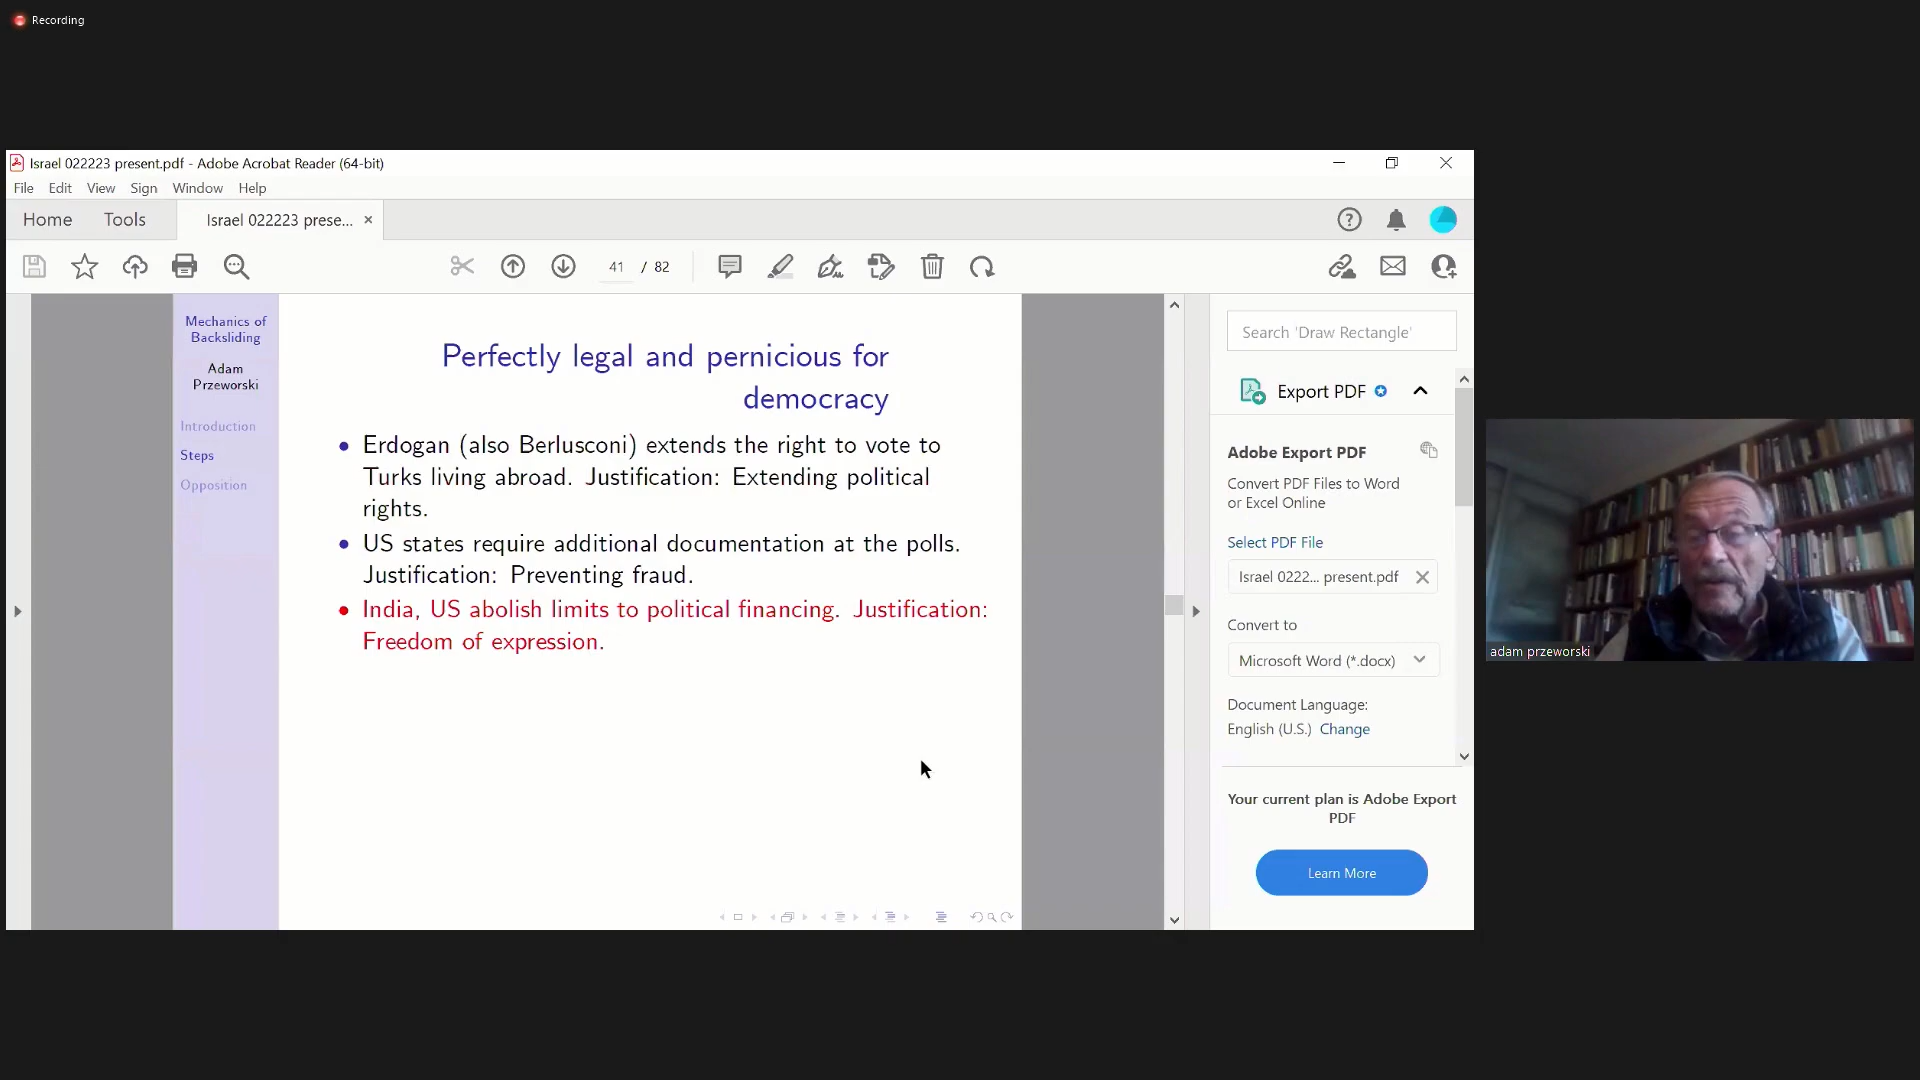 Recording
Israel 022223 present.pdf - Adobe Acrobat Reader (64-bit)
File Edit View Sign Window Help
Home Tools Israel 022223 prese... ×
41 / 82
Mechanics of
Backsliding
Adam
Przeworski
Introduction
Steps
Opposition
Perfectly legal and pernicious for
democracy
• Erdogan (also Berlusconi) extends the right to vote to
Turks living abroad. Justification: Extending political
rights.
• US states require additional documentation at the polls.
Justification: Preventing fraud.
• India, US abolish limits to political financing. Justification:
Freedom of expression.
Search 'Draw Rectangle'
Export PDF
Adobe Export PDF
Convert PDF Files to Word
or Excel Online
Select PDF File
Israel 0222... present.pdf
Convert to
Microsoft Word (*.docx)
Document Language:
English (U.S.) Change
Your current plan is Adobe Export
PDF
Learn More
adam przeworski